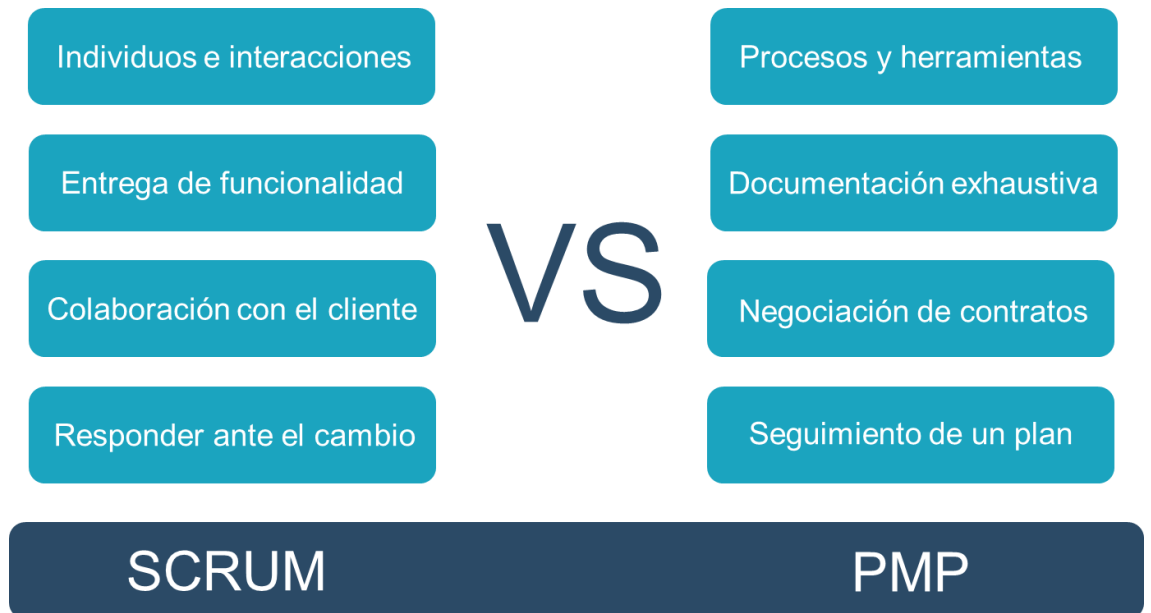 Individuos e interacciones
Procesos y herramientas
Entrega de funcionalidad
Documentación exhaustiva
VS
Colaboración con el cliente
Negociación de contratos
Responder ante el cambio
Seguimiento de un plan
SCRUM
PMP